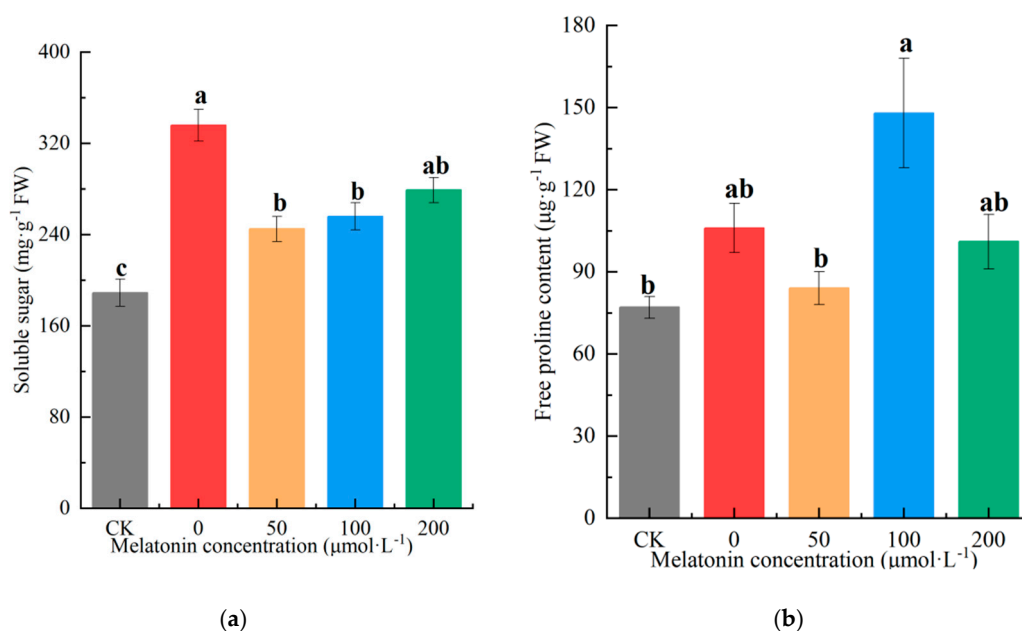 400
320
240
160
80
0
Soluble sugar (mg·g⁻¹ FW)
c
a
b
b
ab
CK 0 50 100 200
Melatonin concentration (μmol·L⁻¹)
(a)
180
150
120
90
60
30
0
Free proline content (μg·g⁻¹ FW)
b
ab
b
a
ab
CK 0 50 100 200
Melatonin concentration (μmol·L⁻¹)
(b)